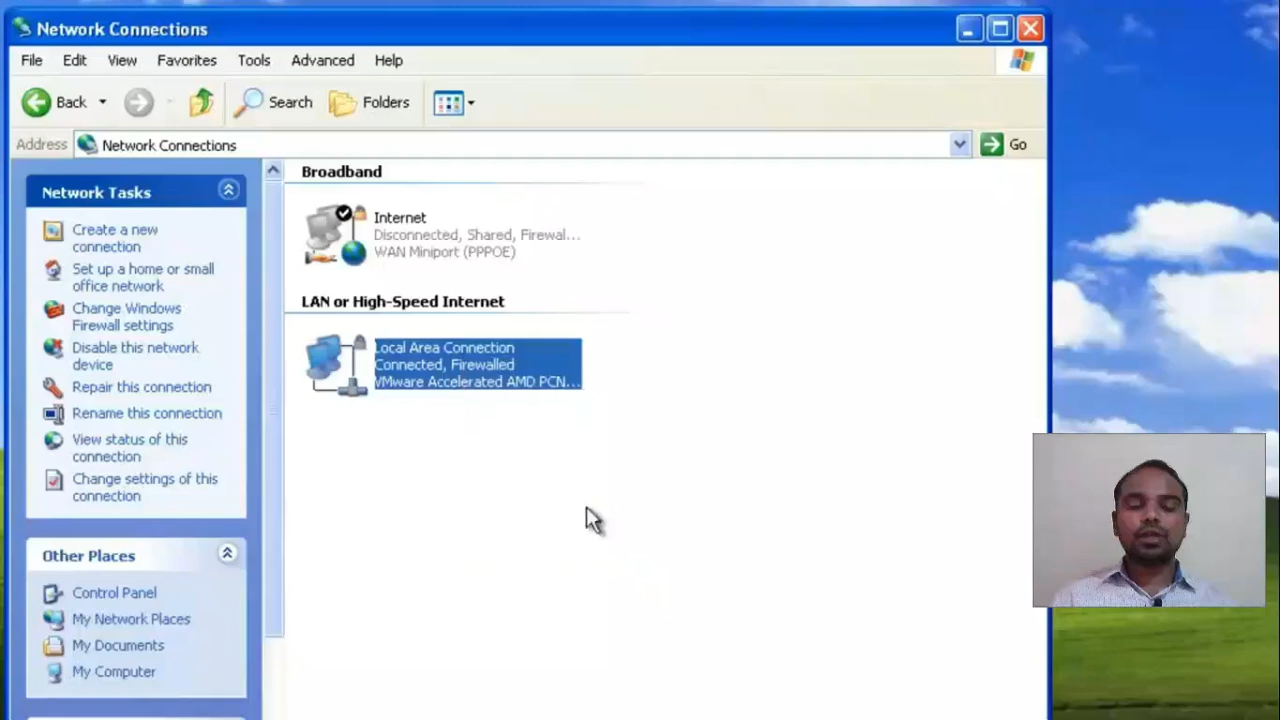 Network Connections
File Edit View Favorites Tools Advanced Help
Back Search Folders
Address Network Connections Go
Network Tasks
Create a new
connection
Set up a home or small
office network
Change Windows
Firewall settings
Disable this network
device
Repair this connection
Rename this connection
View status of this
connection
Change settings of this
connection
Other Places
Control Panel
My Network Places
My Documents
My Computer
Broadband
Internet
Disconnected, Shared, Firewal...
WAN Miniport (PPPOE)
LAN or High-Speed Internet
Local Area Connection
Connected, Firewalled
VMware Accelerated AMD PCN...